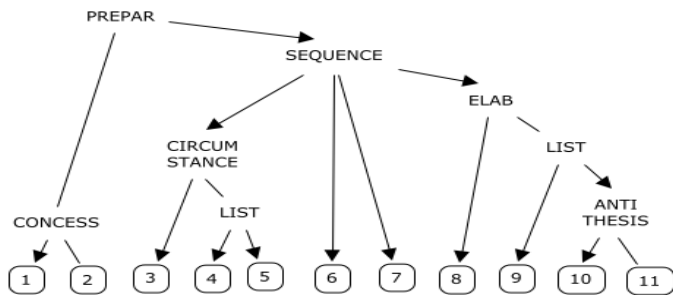 PREPAR
SEQUENCE
ELAB
CIRCUM
STANCE
LIST
LIST
ANTI
THESIS
CONCESS
1 2 3 4 5 6 7 8 9 10 11